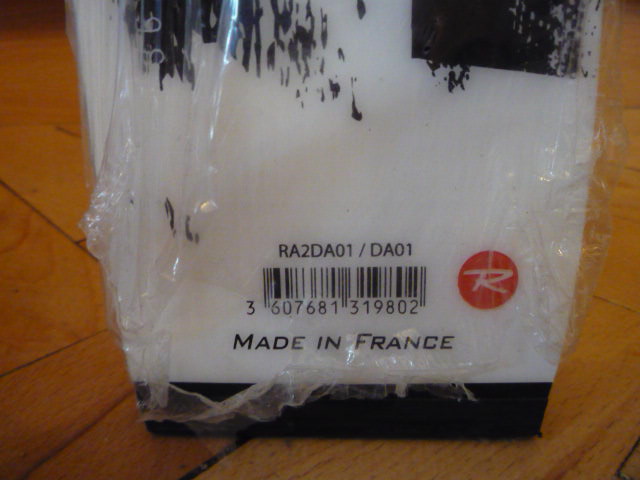 RA2DA01 / DA01
3 607681 319802
MADE IN FRANCE
R